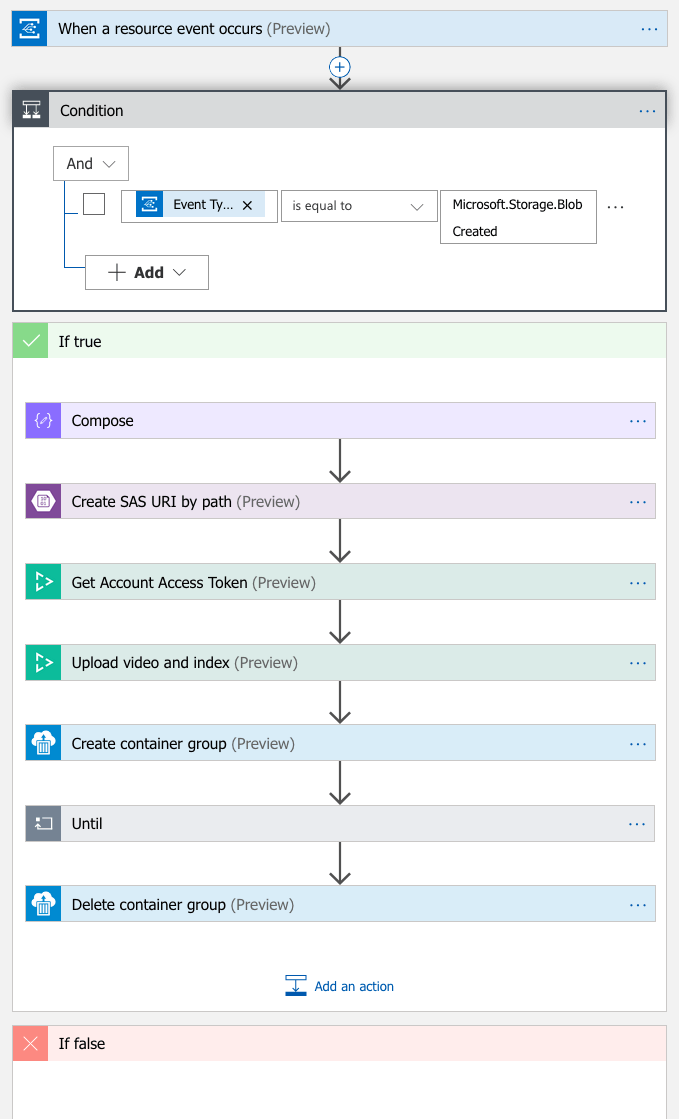 When a resource event occurs (Preview)
Condition
And
Event Ty...
is equal to
Microsoft.Storage.Blob
Created
Add
If true
Compose
Create SAS URI by path (Preview)
Get Account Access Token (Preview)
Upload video and index (Preview)
Create container group (Preview)
Until
Delete container group (Preview)
Add an action
If false